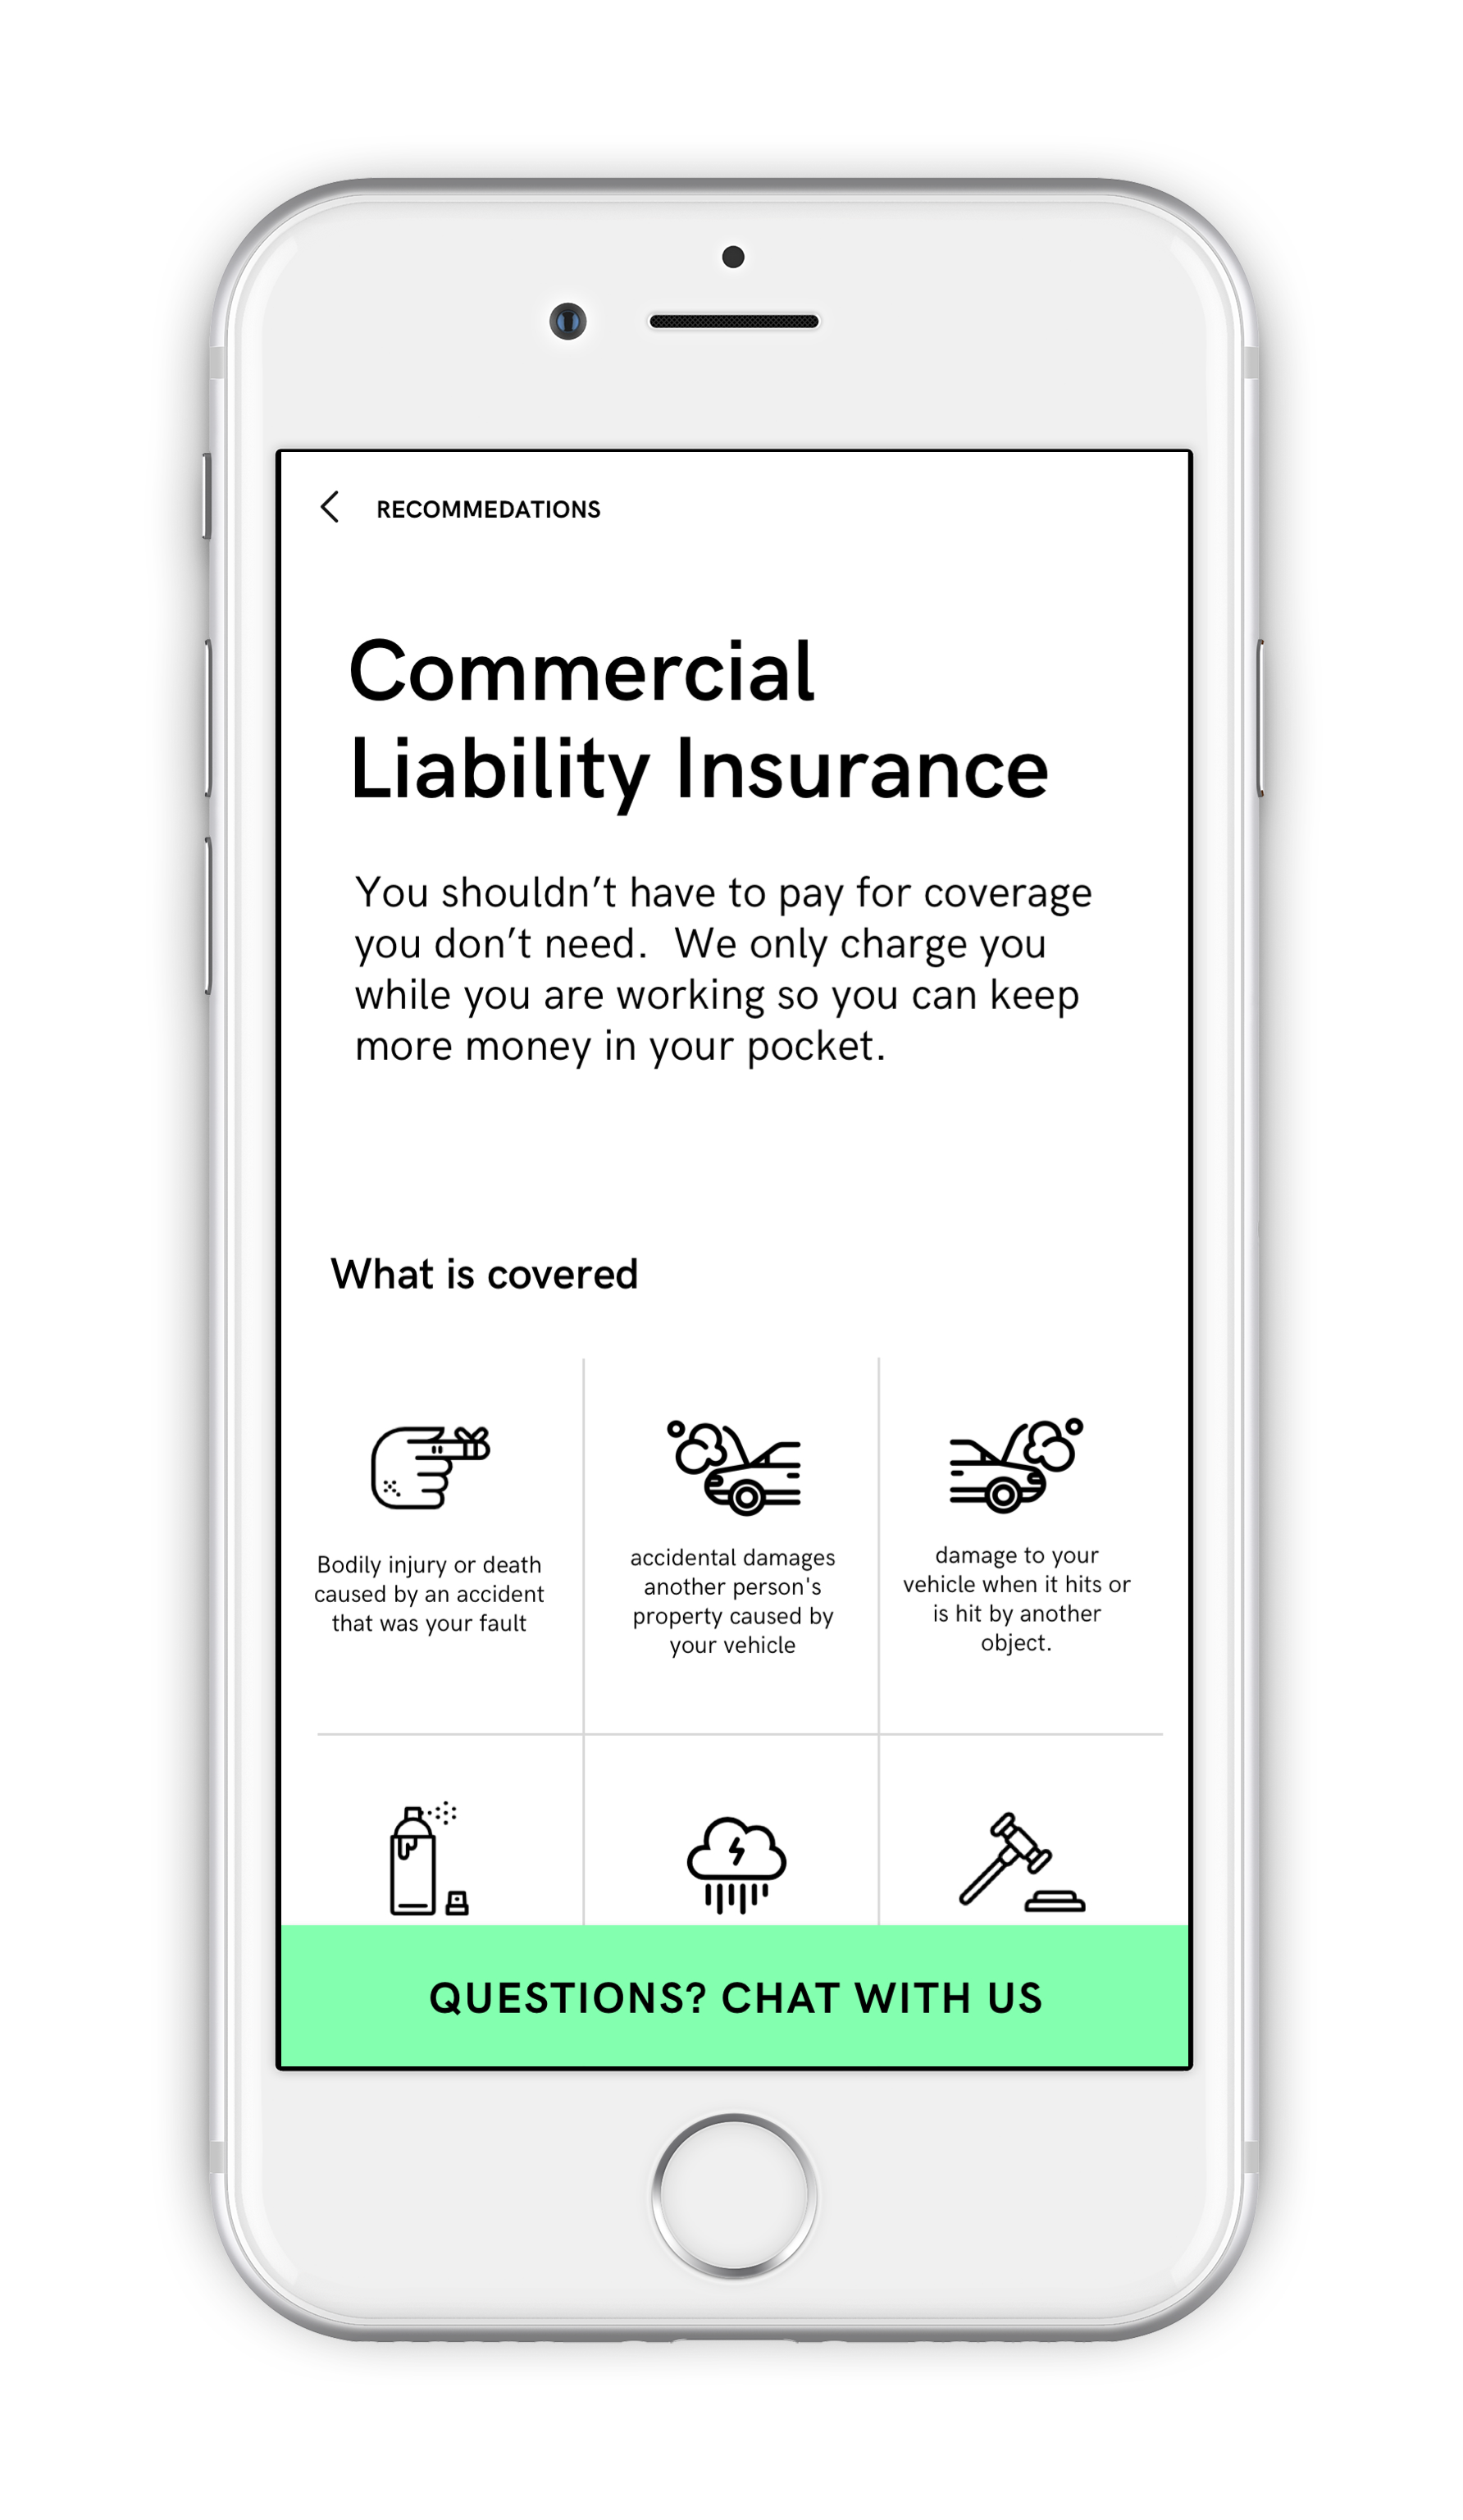 RECOMMEDATIONS
Commercial
Liability Insurance
You shouldn’t have to pay for coverage
you don’t need.  We only charge you
while you are working so you can keep
more money in your pocket.
What is covered
Bodily injury or death
caused by an accident
that was your fault
accidental damages
another person's
property caused by
your vehicle
damage to your
vehicle when it hits or
is hit by another
object.
QUESTIONS? CHAT WITH US